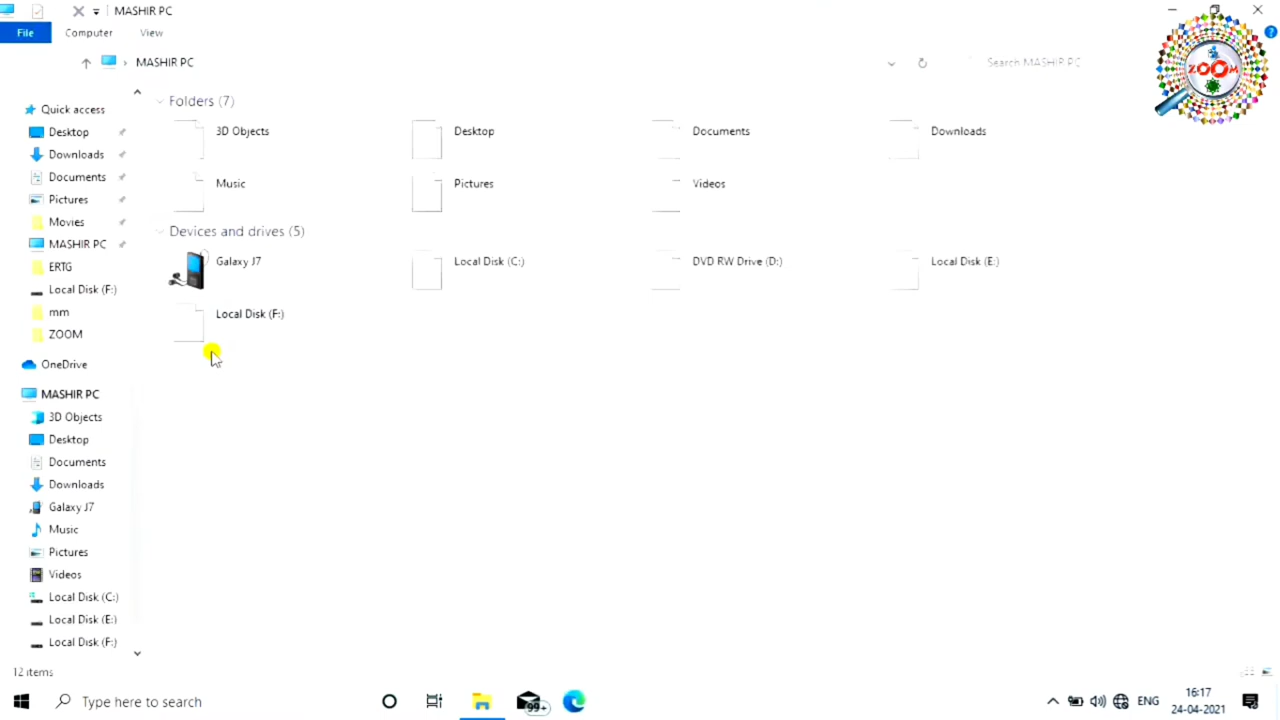 MASHIR PC
File
Computer
View
MASHIR PC
Search MASHIR PC
ZOOM
Quick access
Desktop
Downloads
Documents
Pictures
Movies
MASHIR PC
ERTG
Local Disk (F:)
mm
ZOOM
OneDrive
MASHIR PC
3D Objects
Desktop
Documents
Downloads
Galaxy J7
Music
Pictures
Videos
Local Disk (C:)
Local Disk (E:)
Local Disk (F:)
Folders (7)
3D Objects
Desktop
Documents
Downloads
Music
Pictures
Videos
Devices and drives (5)
Galaxy J7
Local Disk (C:)
DVD RW Drive (D:)
Local Disk (E:)
Local Disk (F:)
12 items
Type here to search
99+
ENG
16:17
24-04-2021